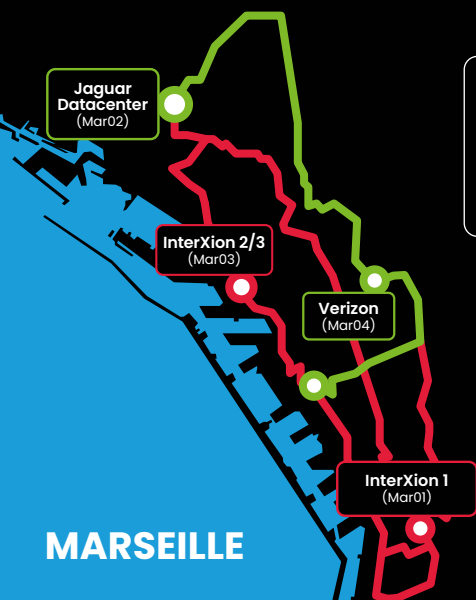 Jaguar
Datacenter
(Mar02)
InterXion 2/3
(Mar03)
Verizon
(Mar04)
InterXion 1
(Mar01)
MARSEILLE